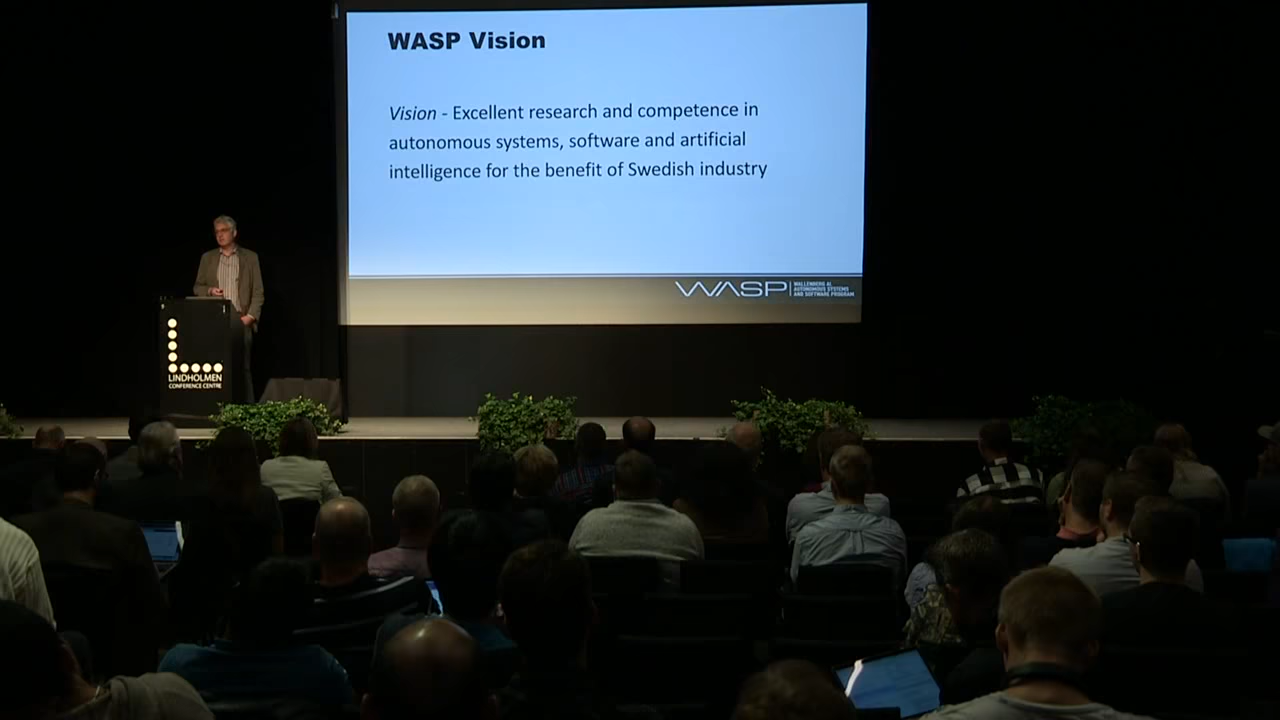 WASP Vision
Vision - Excellent research and competence in
autonomous systems, software and artificial
intelligence for the benefit of Swedish industry
WASP
WALLENBERG AI,
AUTONOMOUS SYSTEMS
AND SOFTWARE PROGRAM
LINDHOLMEN
CONFERENCE CENTRE